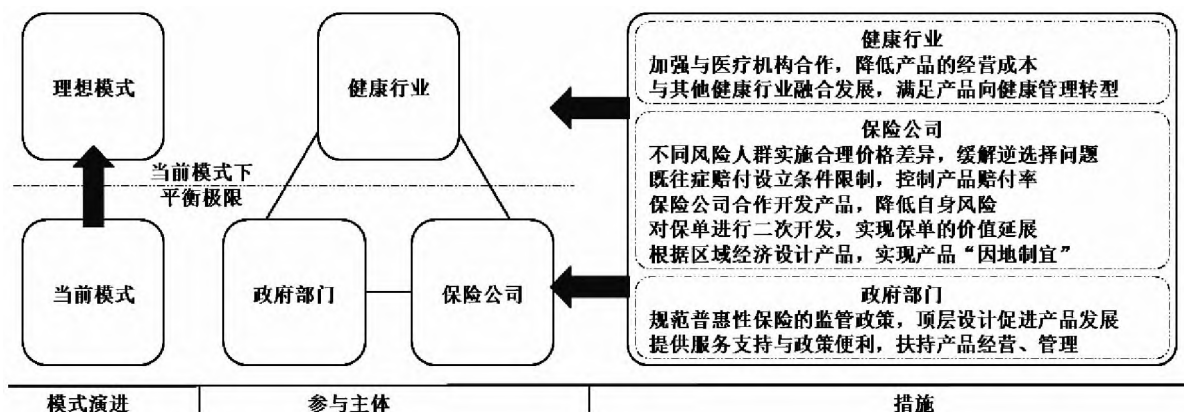 理想模式
当前模式下
平衡极限
当前模式
健康行业
政府部门
保险公司
健康行业
加强与医疗机构合作，降低产品的经营成本
与其他健康行业融合发展，满足产品向健康管理转型
保险公司
不同风险人群实施合理价格差异，缓解逆选择问题
既往症赔付设立条件限制，控制产品赔付率
保险公司合作开发产品，降低自身风险
对保单进行二次开发，实现保单的价值延展
根据区域经济设计产品，实现产品“因地制宜”
政府部门
规范普惠性保险的监管政策，顶层设计促进产品发展
提供服务支持与政策便利，扶持产品经营、管理
模式演进
参与主体
措施